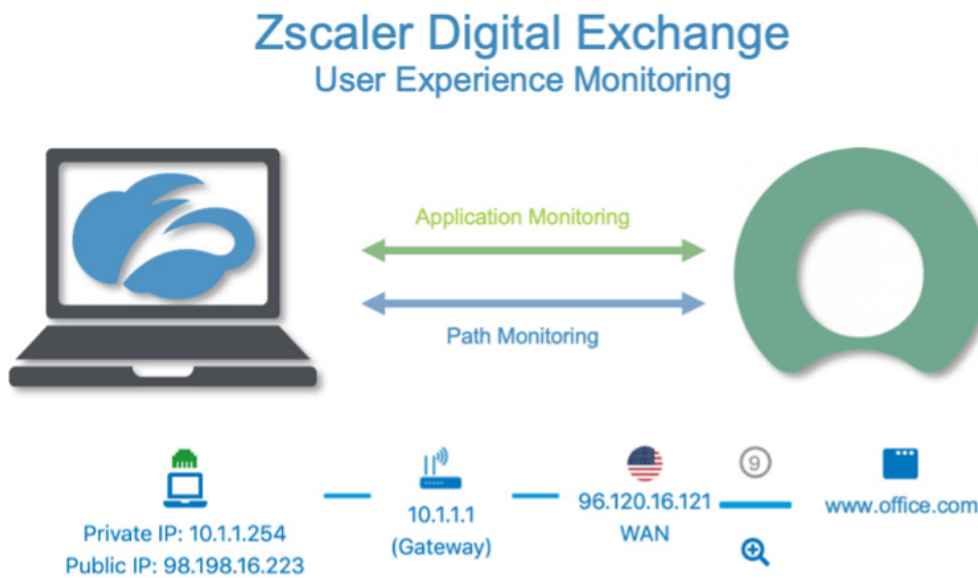 Zscaler Digital Exchange
User Experience Monitoring
Application Monitoring
Path Monitoring
9
Private IP: 10.1.1.254
Public IP: 98.198.16.223
10.1.1.1
(Gateway)
96.120.16.121
WAN
www.office.com